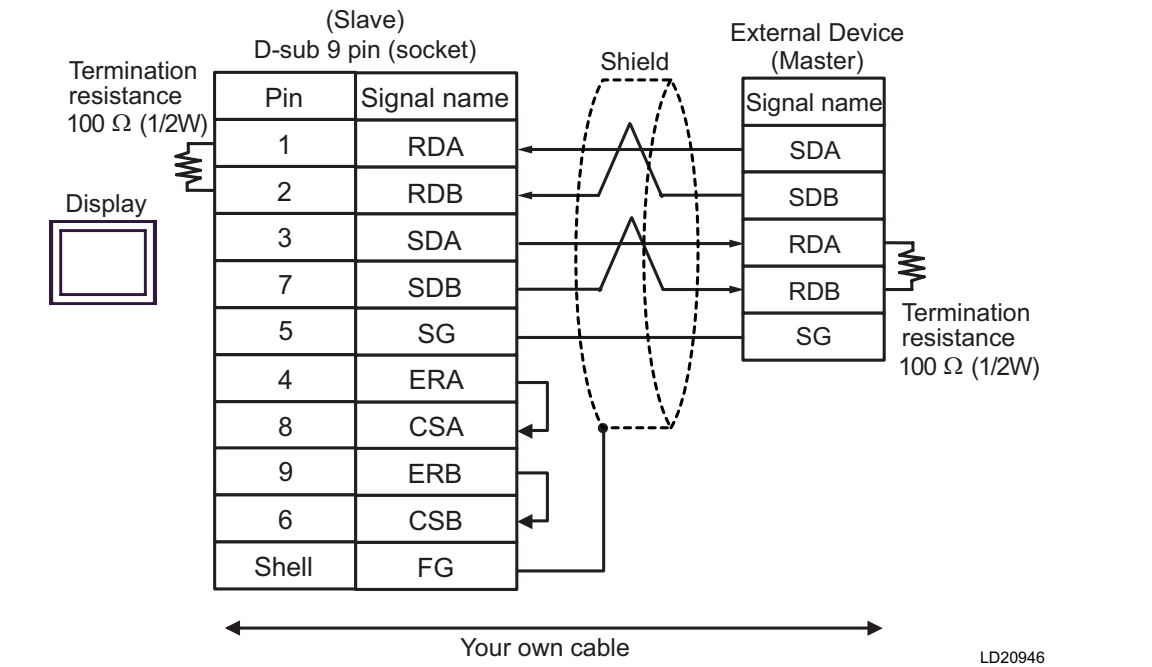 (Slave)
D-sub 9 pin (socket)
External Device
(Master)
Shield
Termination
resistance
100 Ω (1/2W)
Display
Pin Signal name
1 RDA
2 RDB
3 SDA
7 SDB
5 SG
4 ERA
8 CSA
9 ERB
6 CSB
Shell FG
Signal name
SDA
SDB
RDA
RDB
SG
Termination
resistance
100 Ω (1/2W)
Your own cable
LD20946